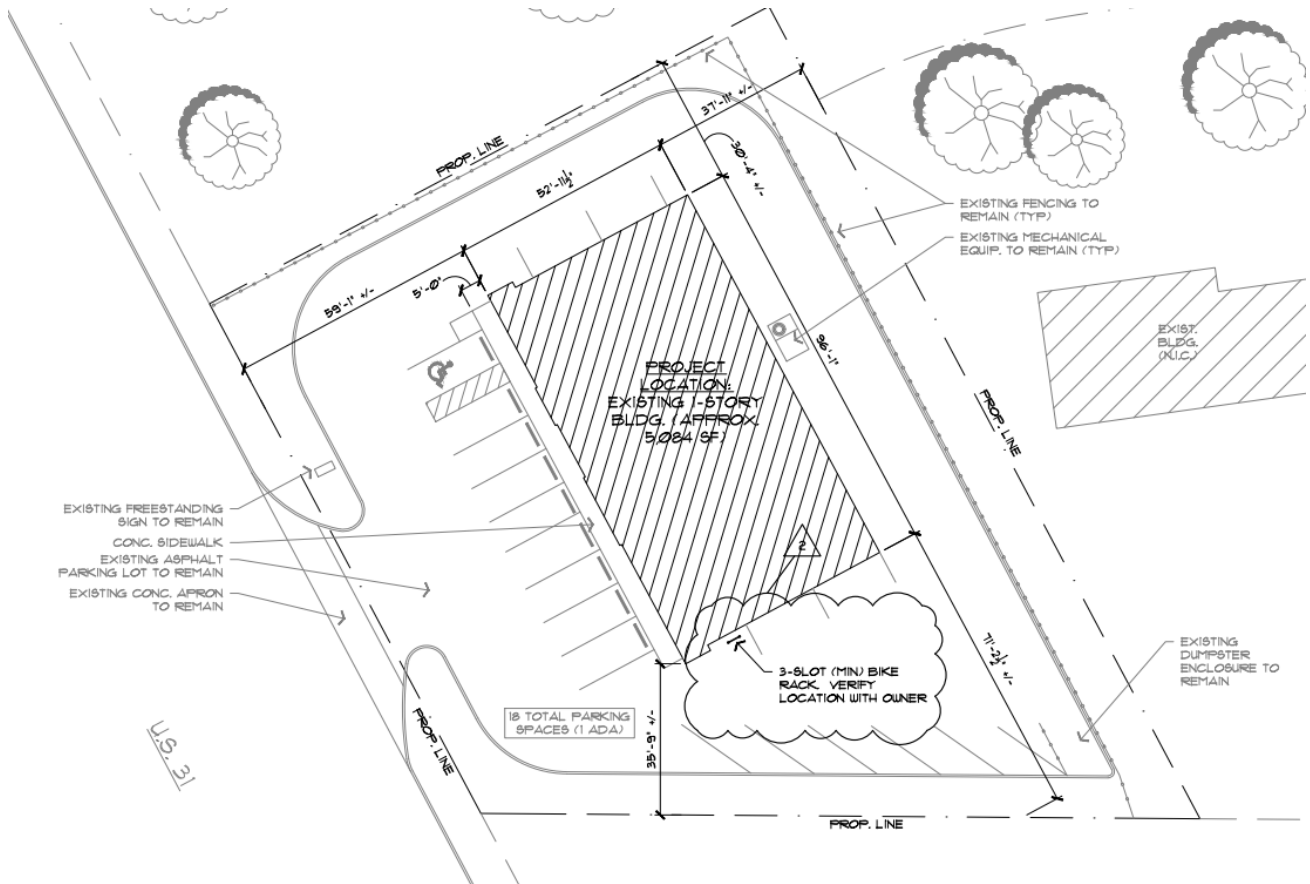 PROP. LINE
37'-11" +/-
30'-4" +/-
52'-11½"
59'-1" +/-
5'-0"
EXISTING FENCING TO
REMAIN (TYP)
EXISTING MECHANICAL
EQUIP. TO REMAIN (TYP)
EXIST.
BLDG.
(N.I.C.)
96'-1"
PROJECT
LOCATION:
EXISTING 1-STORY
BLDG. (APPROX.
5,084 SF)
PROP. LINE
EXISTING FREESTANDING
SIGN TO REMAIN
CONC. SIDEWALK
EXISTING ASPHALT
PARKING LOT TO REMAIN
EXISTING CONC. APRON
TO REMAIN
2
71'-2½" +/-
EXISTING
DUMPSTER
ENCLOSURE TO
REMAIN
3-SLOT (MIN) BIKE
RACK. VERIFY
LOCATION WITH OWNER
18 TOTAL PARKING
SPACES (1 ADA)
35'-9" +/-
PROP. LINE
U.S. 31
PROP. LINE